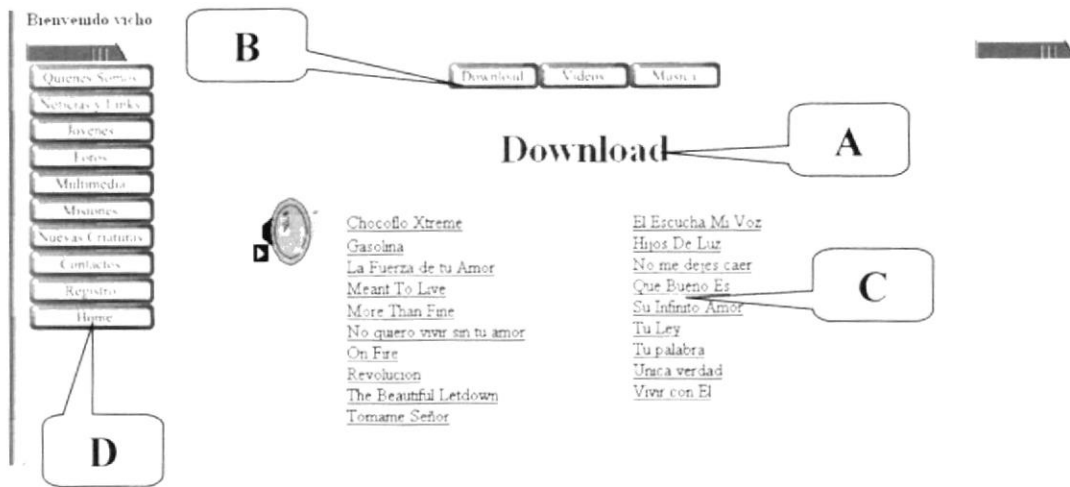 Bienvenido vicho
B
Download Videos Musica
Quienes Somos
Noticias y Links
Jovenes
Fotos
Multimedia
Misiones
Nuevas Criaturas
Contactos
Registro
Home
Download
A
Chocoflo Xtreme
Gasolina
La Fuerza de tu Amor
Meant To Live
More Than Fine
No quiero vivir sin tu amor
On Fire
Revolucion
The Beautiful Letdown
Tomame Señor
El Escucha Mi Voz
Hijos De Luz
No me dejes caer
Que Bueno Es
Su Infinito Amor
Tu Ley
Tu palabra
Unica verdad
Vivir con El
C
D